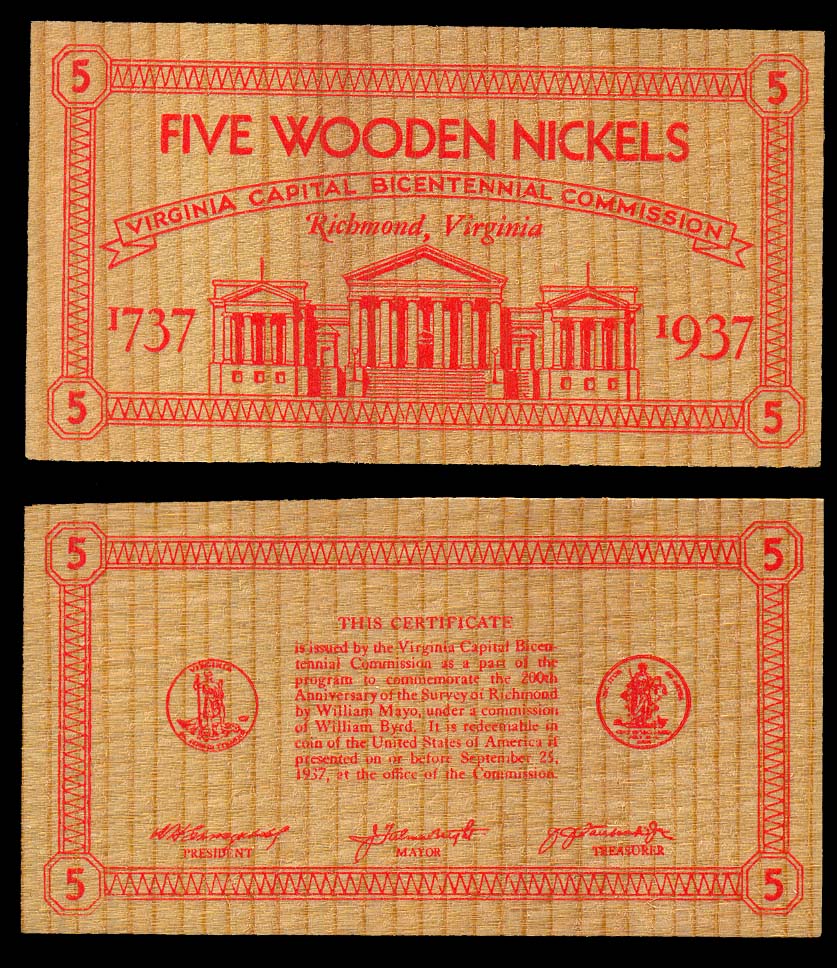 5
5
FIVE WOODEN NICKELS
VIRGINIA CAPITAL BICENTENNIAL COMMISSION
Richmond, Virginia
1737
1937
5
5
5
5
THIS CERTIFICATE
is issued by the Virginia Capital Bicen-
tennial Commission as a part of the
program to commemorate the 200th
Anniversary of the Survey of Richmond
by William Mayo, under a commission
of William Byrd. It is redeemable in
coin of the United States of America if
presented on or before September 25,
1937, at the office of the Commission.
VIRGINIA
PRESIDENT
MAYOR
TREASURER
5
5